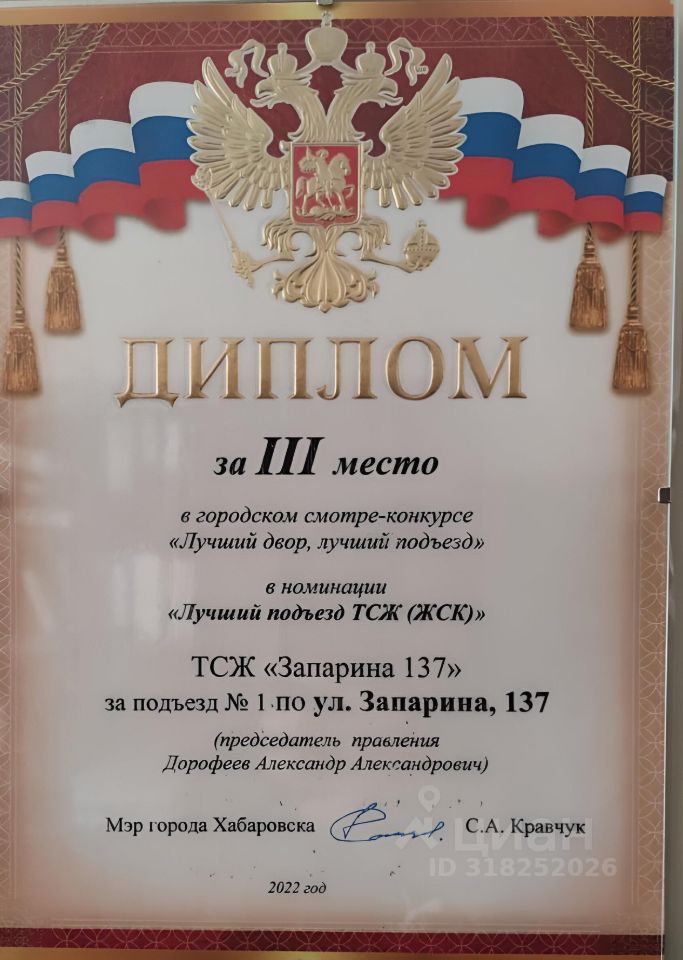 ДИПЛОМ
за III место
в городском смотре-конкурсе
«Лучший двор, лучший подъезд»
в номинации
«Лучший подъезд ТСЖ (ЖСК)»
ТСЖ «Запарина 137»
за подъезд № 1 по ул. Запарина, 137
(председатель правления
Дорофеев Александр Александрович)
Мэр города Хабаровска С.А. Кравчук
циан
ID 318252026
2022 год